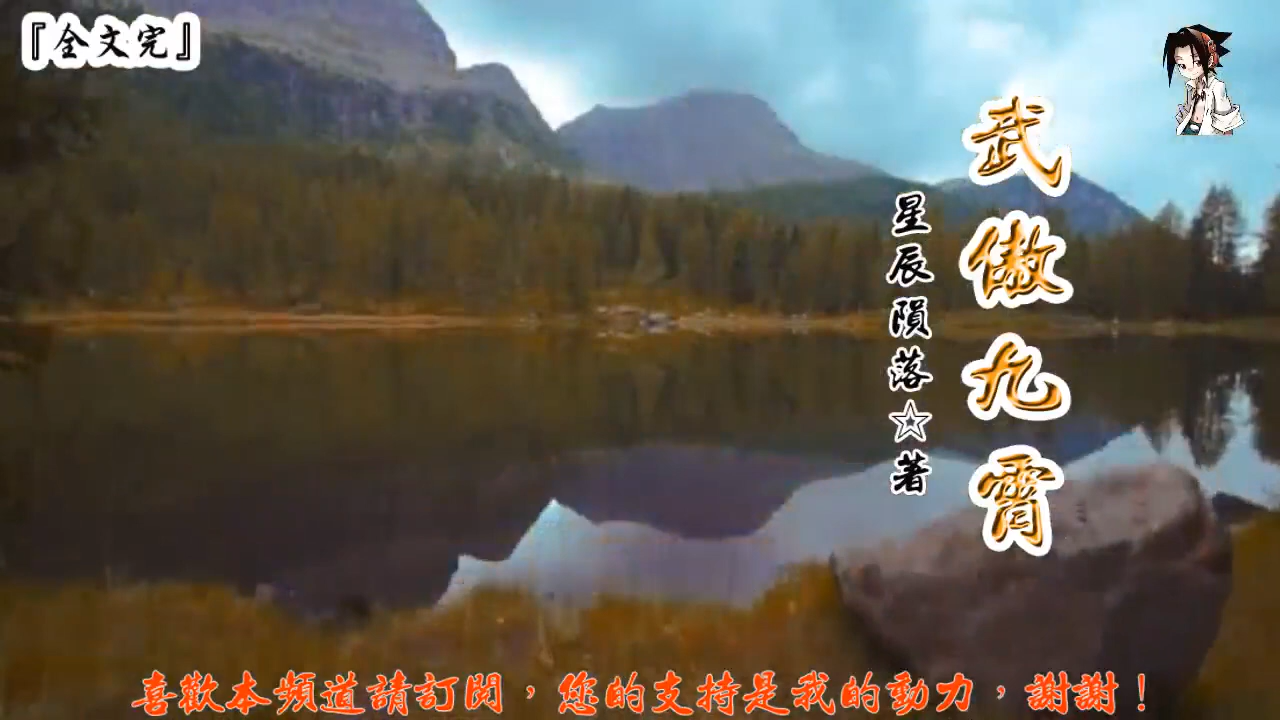 『全文完』
武傲九霄
星辰隕落☆著
喜歡本頻道請訂閱，您的支持是我的動力，謝謝！